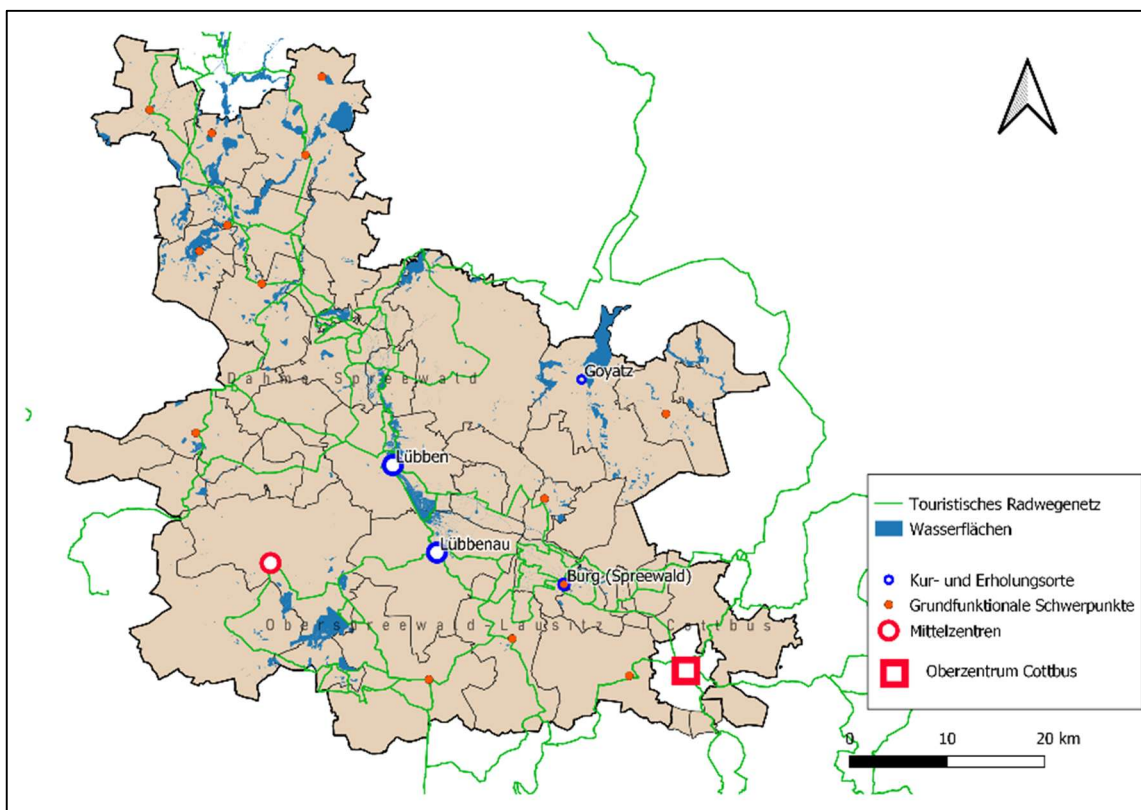 Goyatz
Dahme Spreewald
Lübben
Lübbenau
Burg (Spreewald)
Oberspreewald-Lausitz
Cottbus
Touristisches Radwegenetz
Wasserflächen
Kur- und Erholungsorte
Grundfunktionale Schwerpunkte
Mittelzentren
Oberzentrum Cottbus
0 10 20 km